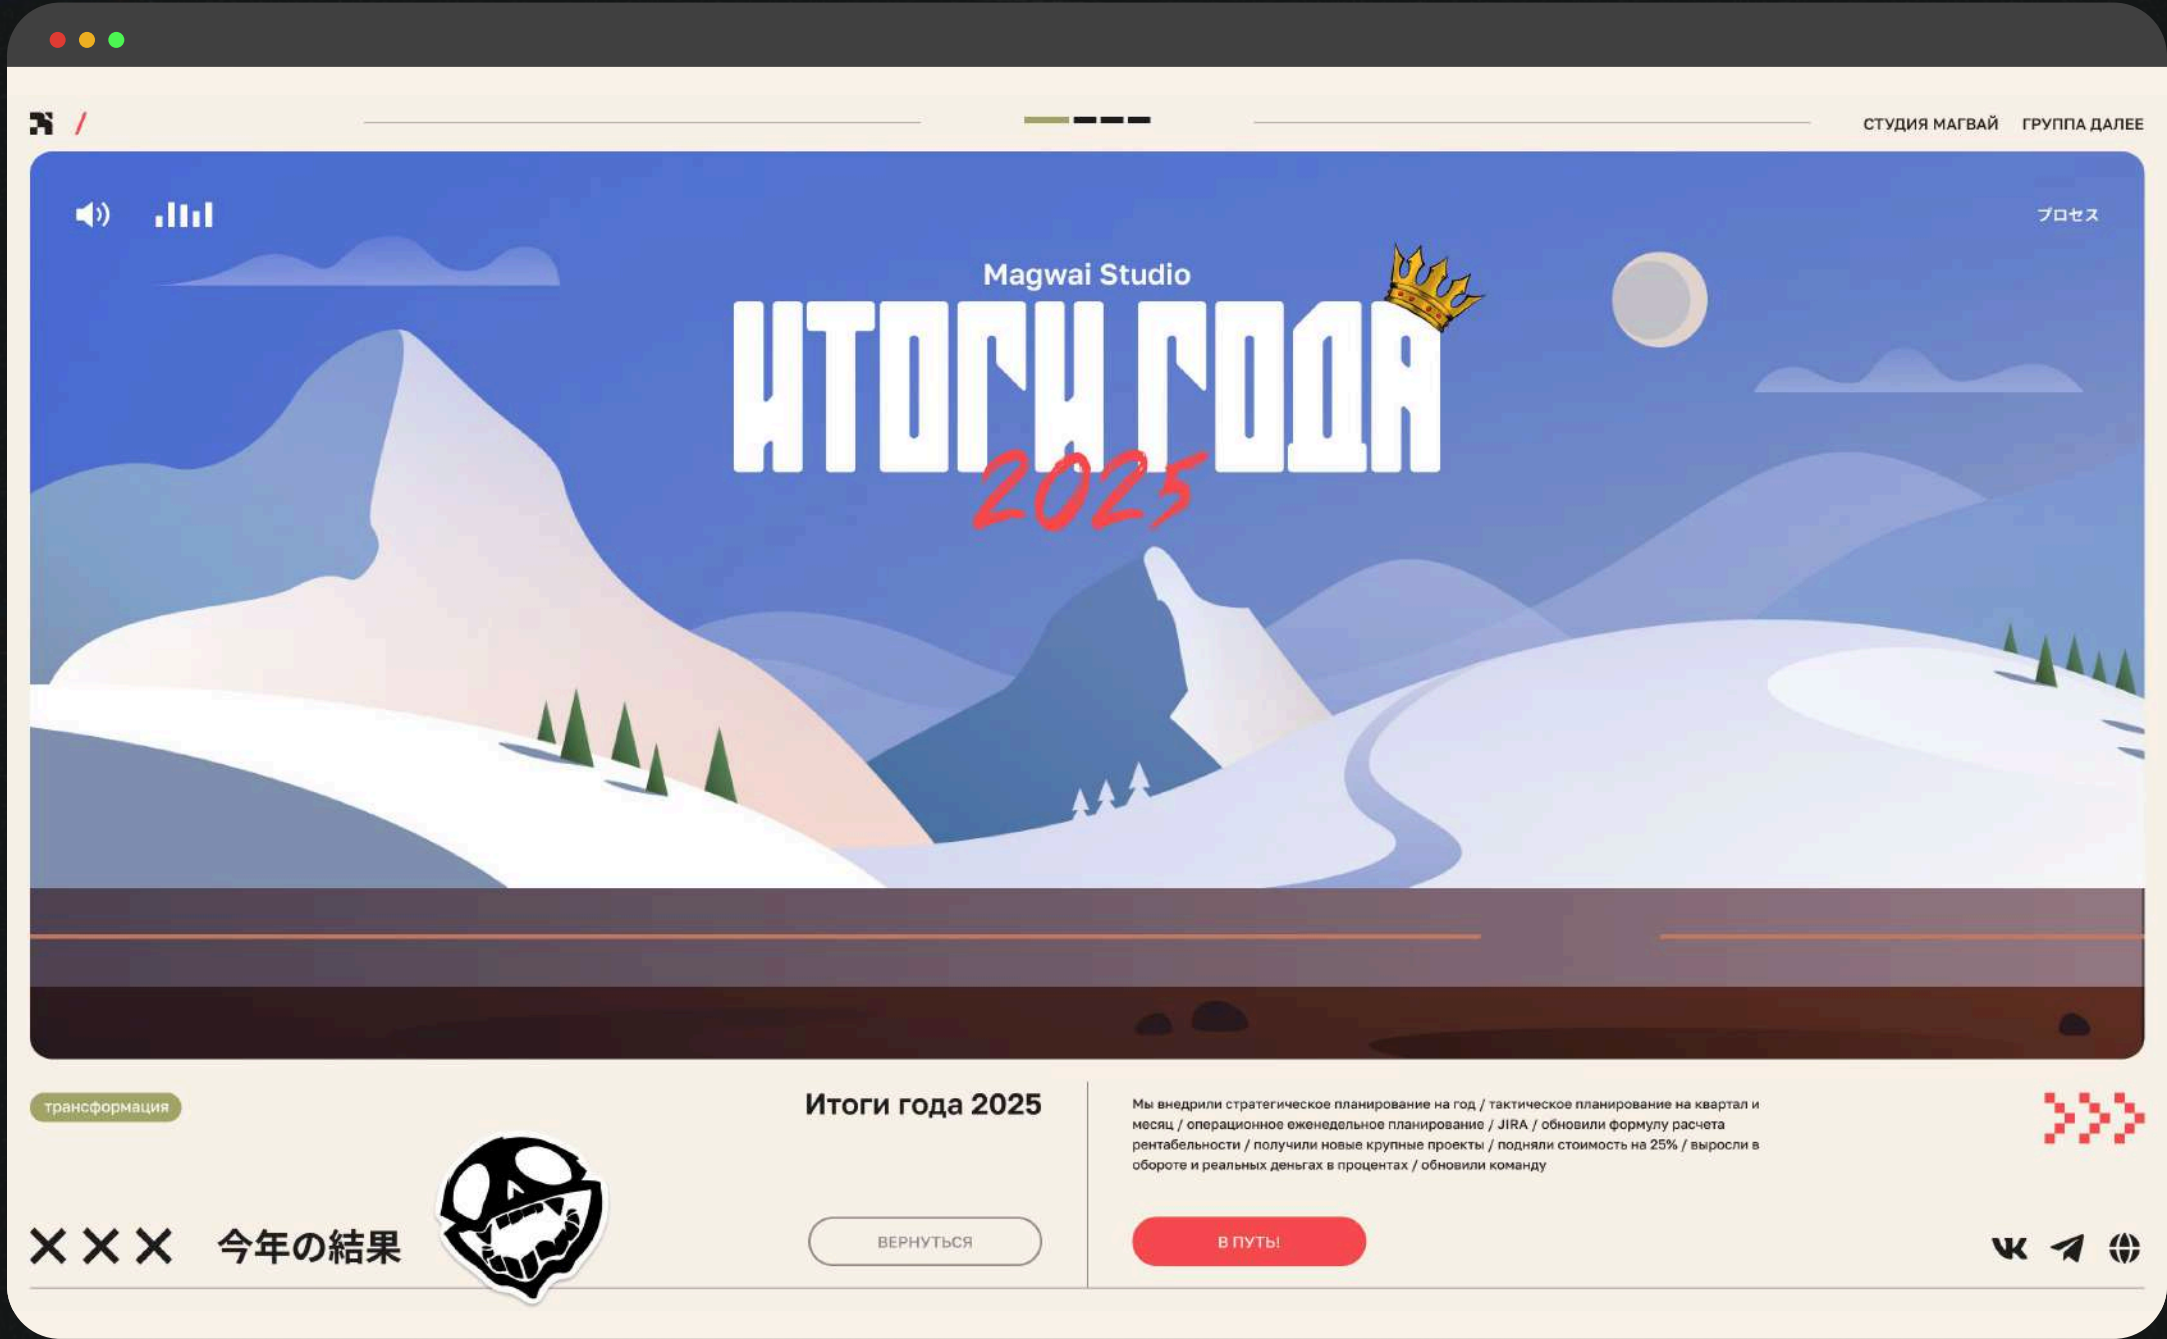 СТУДИЯ МАГВАЙ ГРУППА ДАЛЕЕ
プロセス
Magwai Studio
ИТОГИ ГОДА
2025
трансформация
Итоги года 2025
Мы внедрили стратегическое планирование на год / тактическое планирование на квартал и
месяц / операционное еженедельное планирование / JIRA / обновили формулу расчета
рентабельности / получили новые крупные проекты / подняли стоимость на 25% / выросли в
обороте и реальных деньгах в процентах / обновили команду
今年の結果
ВЕРНУТЬСЯ
В ПУТЬ!